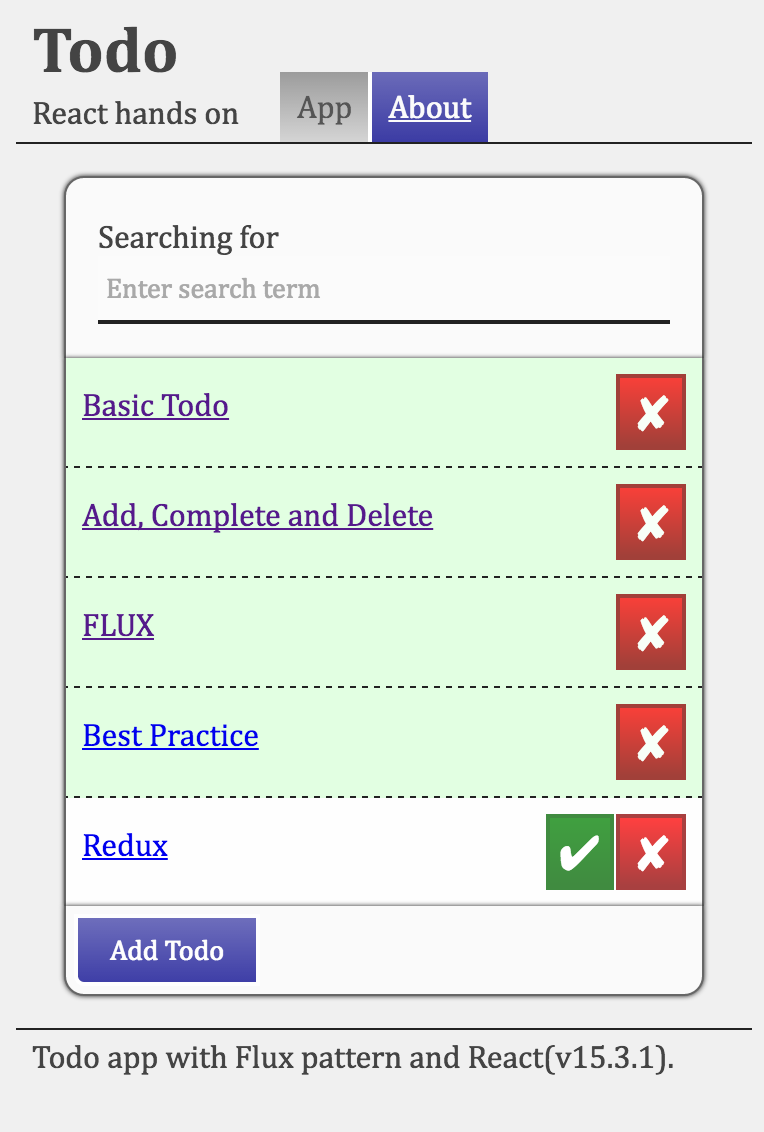 Todo
React hands on
App
About
Searching for
Enter search term
Basic Todo
✘
Add, Complete and Delete
✘
FLUX
✘
Best Practice
✘
Redux
✔ ✘
Add Todo
Todo app with Flux pattern and React(v15.3.1).